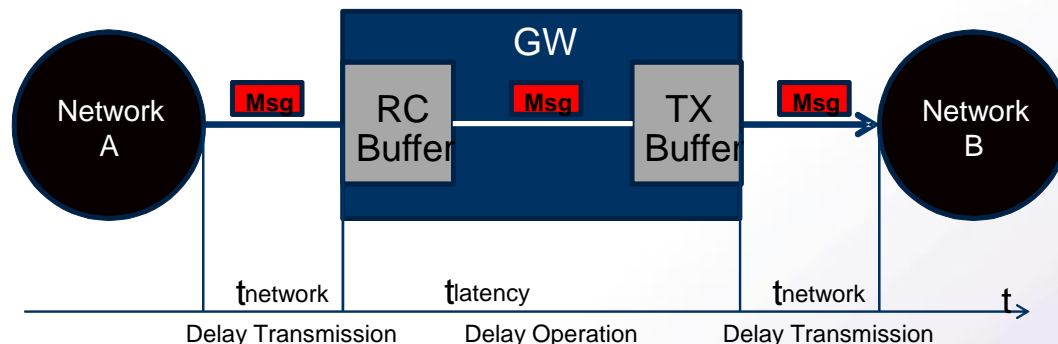 GW
Network
A
Msg
RC
Buffer
Msg
TX
Buffer
Msg
Network
B
tnetwork
tlatency
tnetwork
t
Delay Transmission
Delay Operation
Delay Transmission